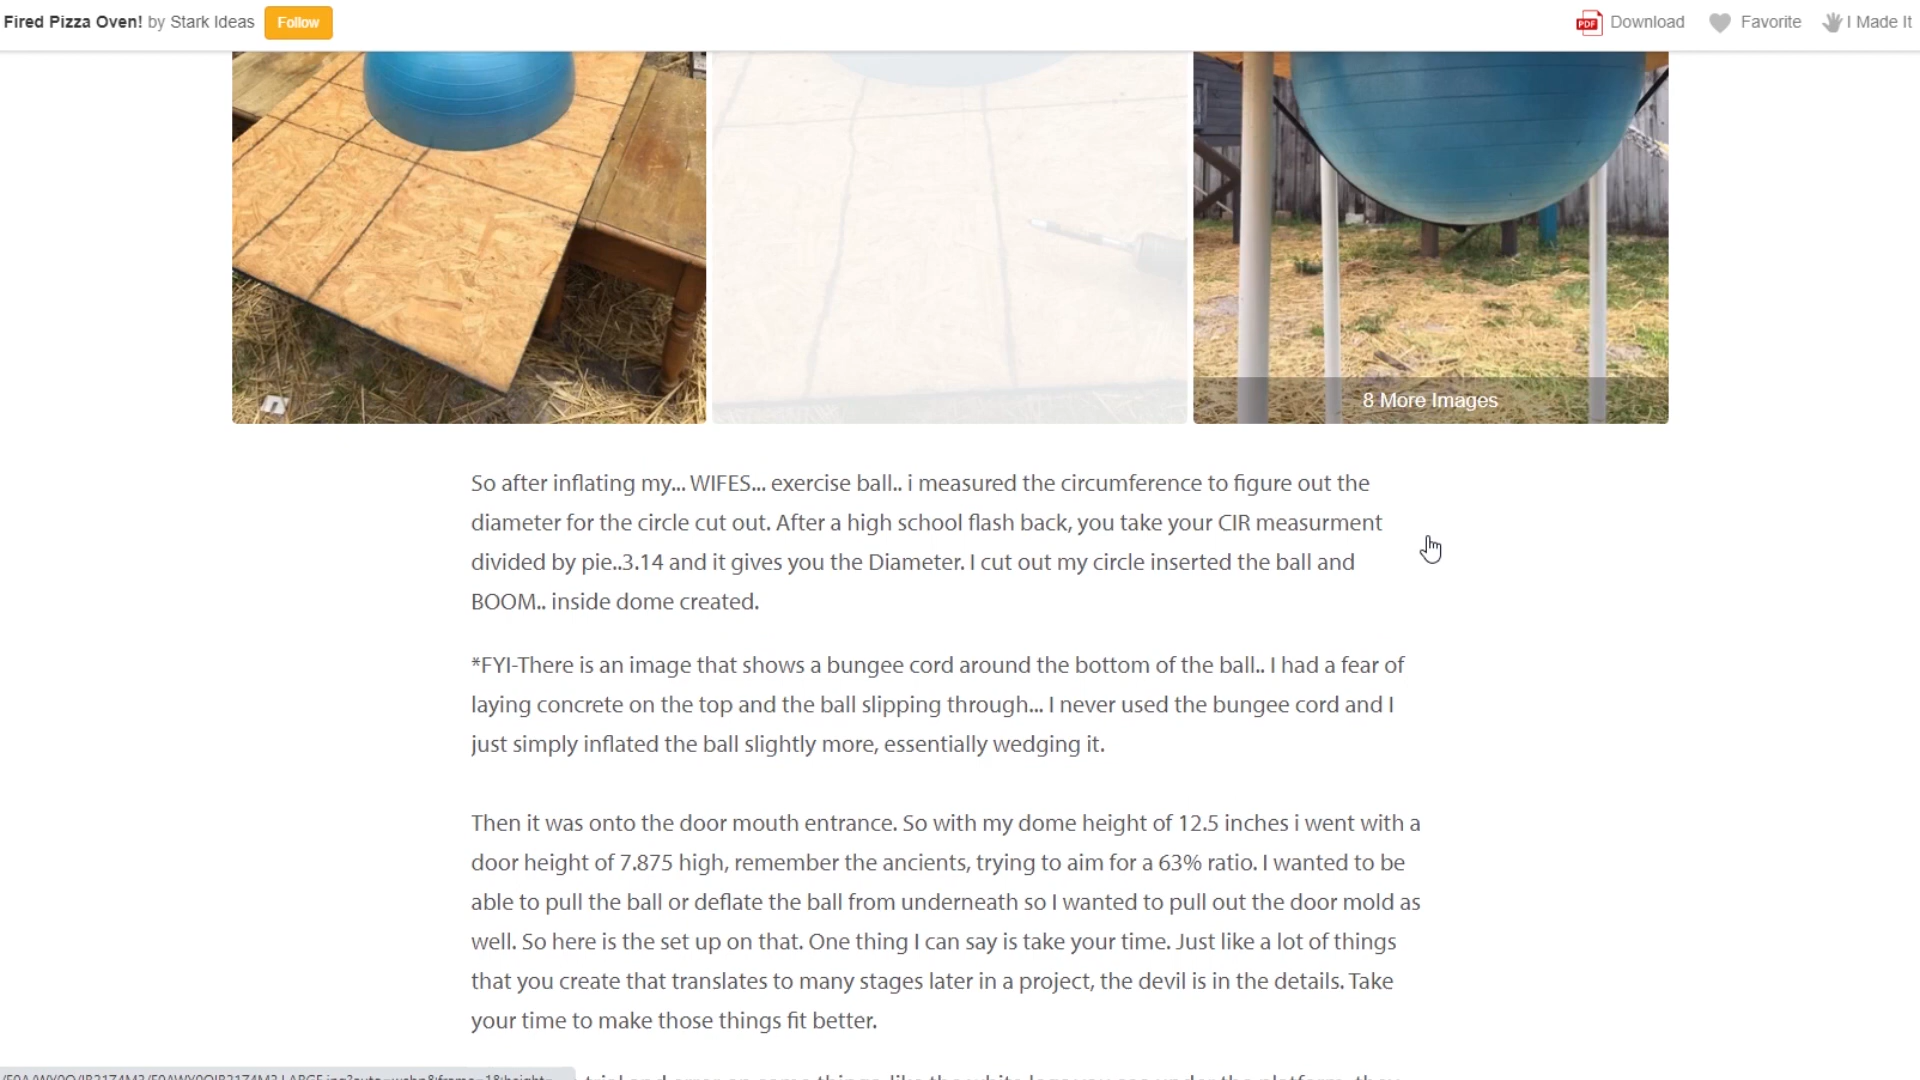 Fired Pizza Oven! by Stark Ideas Follow Download Favorite I Made It
8 More Images
So after inflating my... WIFES... exercise ball.. i measured the circumference to figure out the
diameter for the circle cut out. After a high school flash back, you take your CIR measurment
divided by pie..3.14 and it gives you the Diameter. I cut out my circle inserted the ball and
BOOM.. inside dome created.
*FYI-There is an image that shows a bungee cord around the bottom of the ball.. I had a fear of
laying concrete on the top and the ball slipping through... I never used the bungee cord and I
just simply inflated the ball slightly more, essentially wedging it.
Then it was onto the door mouth entrance. So with my dome height of 12.5 inches i went with a
door height of 7.875 high, remember the ancients, trying to aim for a 63% ratio. I wanted to be
able to pull the ball or deflate the ball from underneath so I wanted to pull out the door mold as
well. So here is the set up on that. One thing I can say is take your time. Just like a lot of things
that you create that translates to many stages later in a project, the devil is in the details. Take
your time to make those things fit better.